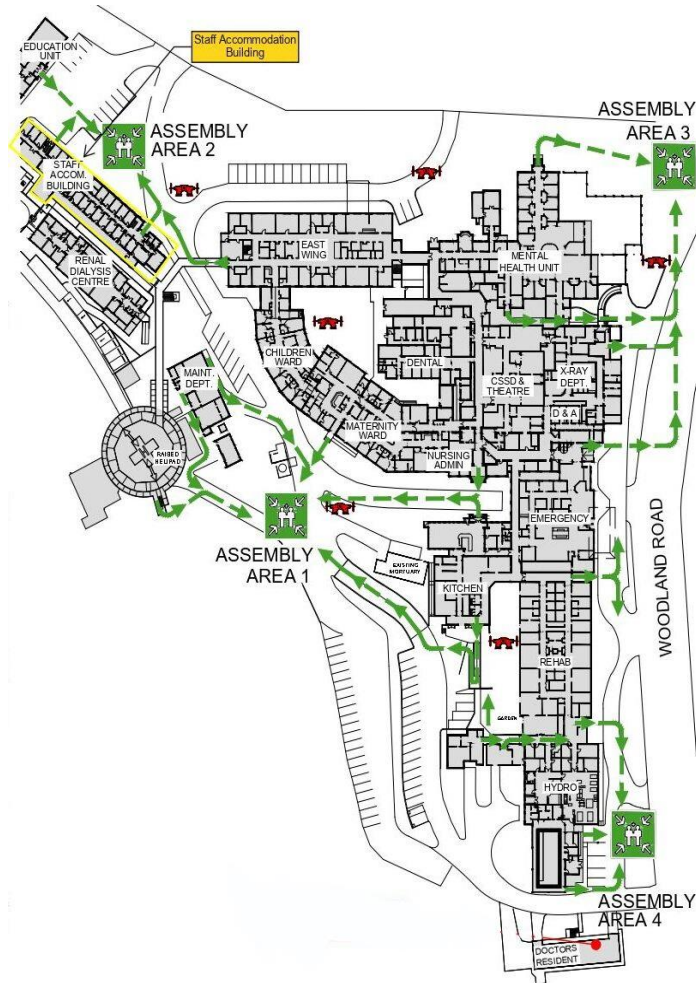 EDUCATION
UNIT
Staff Accommodation
Building
ASSEMBLY
AREA 2
ASSEMBLY
AREA 3
STAFF
ACCOM.
BUILDING
RENAL
DIALYSIS
CENTRE
EAST
WING
MENTAL
HEALTH UNIT
CHILDREN
WARD
DENTAL
MAINT.
DEPT.
CSSD &
THEATRE
X-RAY
DEPT.
D & A
MATERNITY
WARD
NURSING
ADMIN
RAISED
HELIPAD
EMERGENCY
ASSEMBLY
AREA 1
EXISTING
MORTUARY
KITCHEN
WOODLAND ROAD
REHAB
GARDEN
HYDRO
ASSEMBLY
AREA 4
DOCTORS
RESIDENT